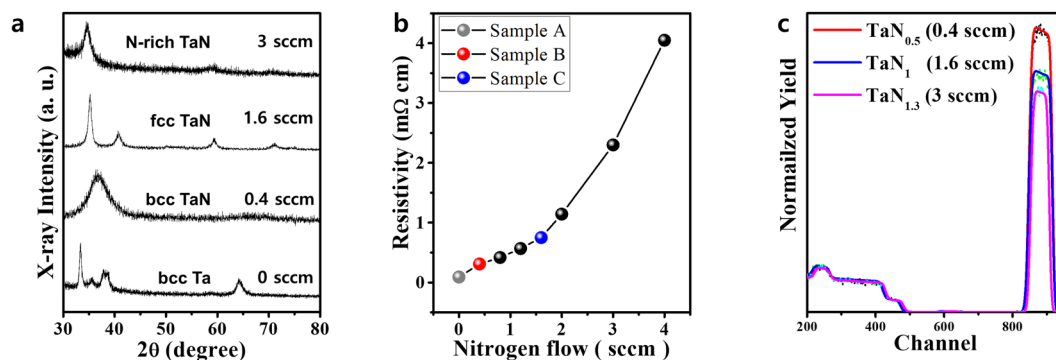 a
N-rich TaN 3 sccm
fcc TaN 1.6 sccm
bcc TaN 0.4 sccm
bcc Ta 0 sccm
X-ray Intensity (a. u.)
30 40 50 60 70 80
2θ (degree)
b
Sample A
Sample B
Sample C
Resistivity (mΩ cm)
4
3
2
1
0
0 1 2 3 4
Nitrogen flow ( sccm )
c
TaN0.5 (0.4 sccm)
TaN1 (1.6 sccm)
TaN1.3 (3 sccm)
Normailzed Yield
200 400 600 800
Channel